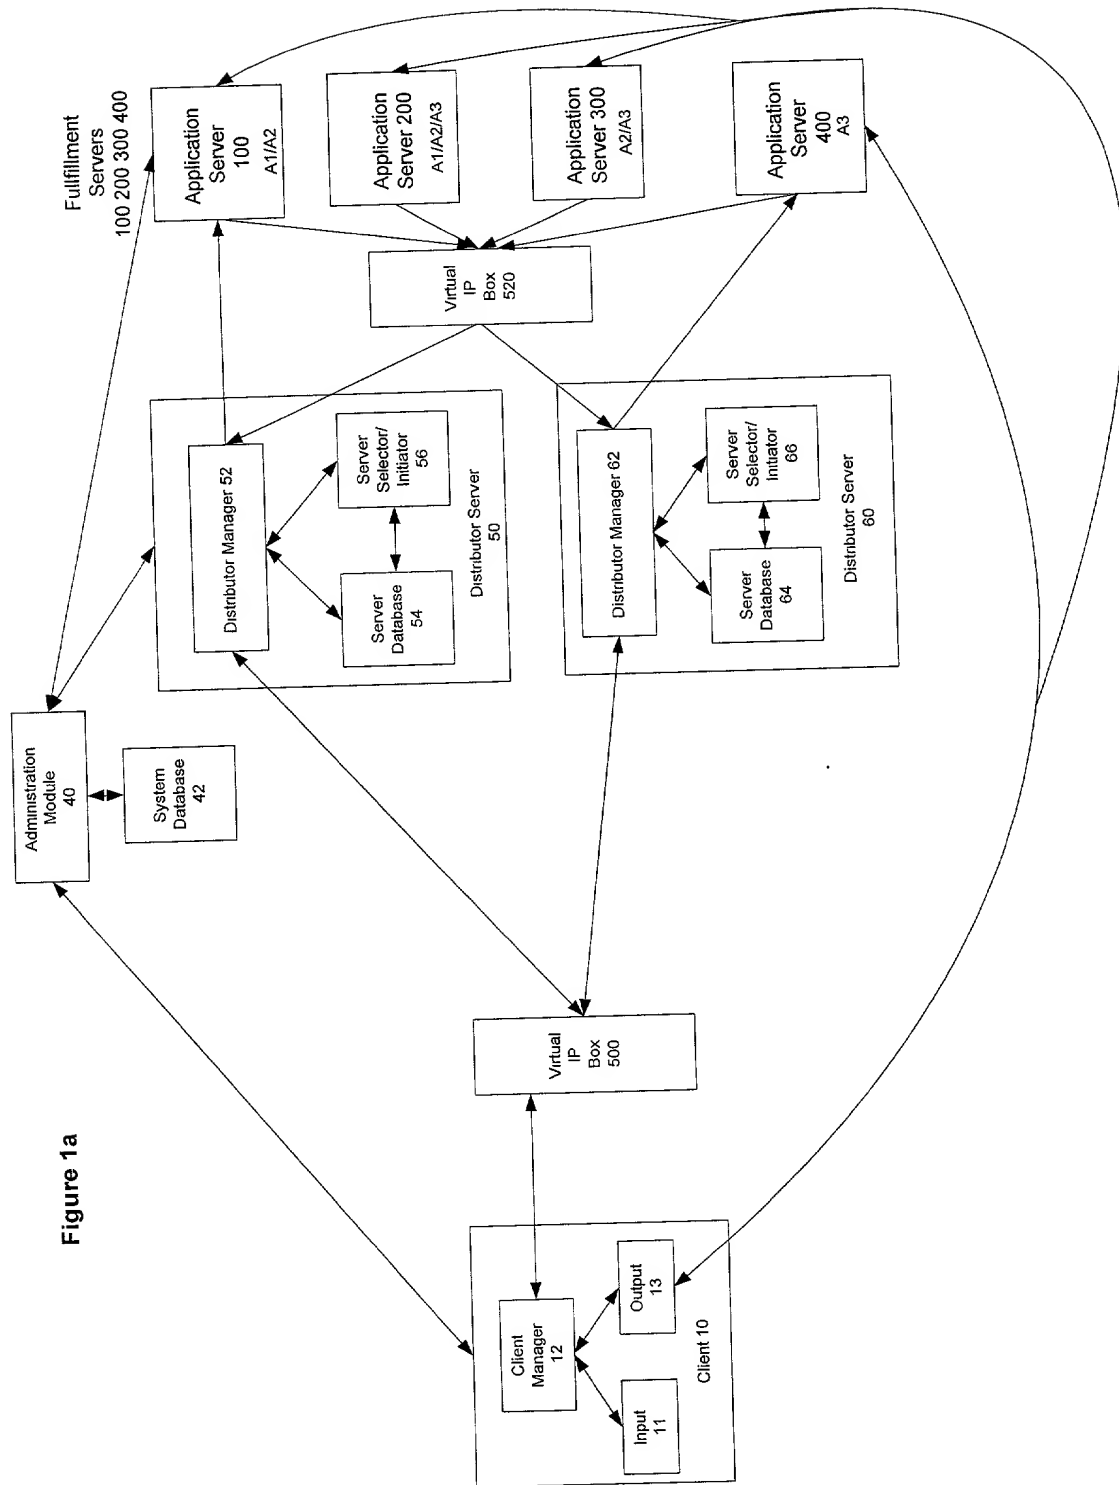 Figure 1a
Administration
Module
40
System
Database
42
Fullfillment
Servers
100 200 300 400
Application
Server
100
A1/A2
Application
Server 200
A1/A2/A3
Application
Server 300
A2/A3
Application
Server
400
A3
Virtual
IP
Box
520
Distributor Manager 52
Server
Database
54
Server
Selector/
Initiator
56
Distributor Server
50
Distributor Manager 62
Server
Database
64
Server
Selector/
Initiator
66
Distributor Server
60
Virtual
IP
Box
500
Client
Manager
12
Input
11
Output
13
Client 10